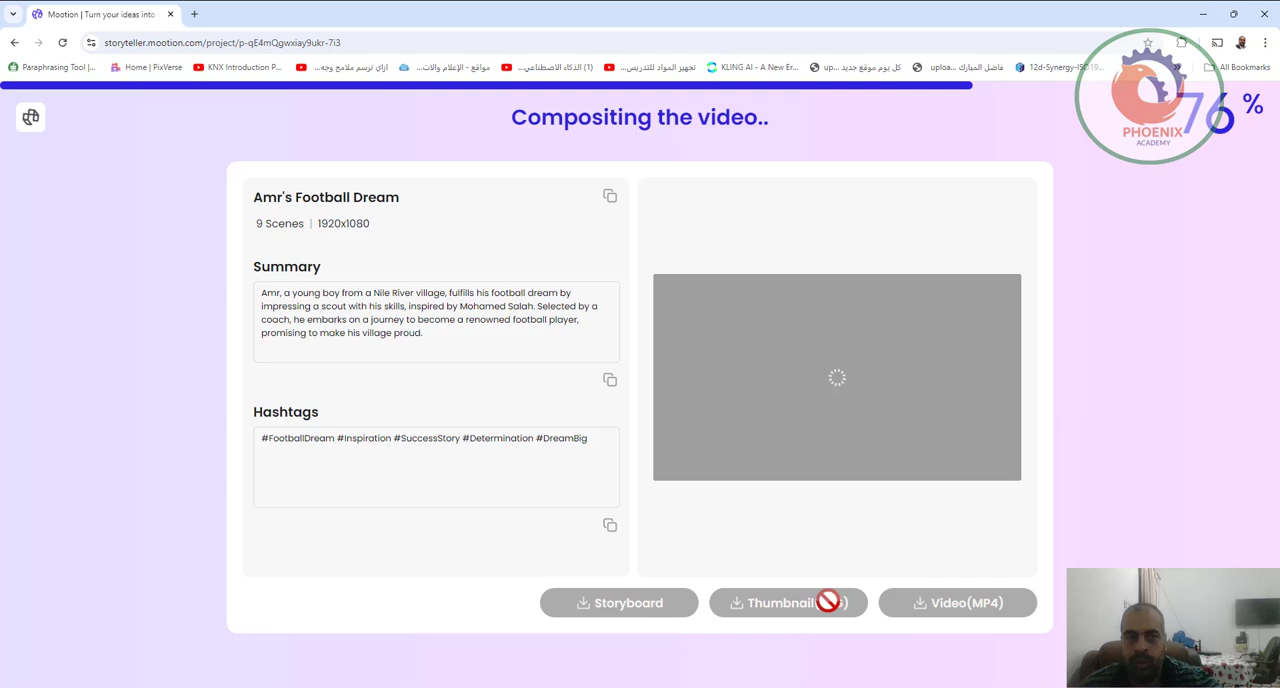 Mootion | Turn your ideas into
storyteller.mootion.com/project/p-qE4mQgwxiay9ukr-7i3
Paraphrasing Tool |...
Home | PixVerse
KNX Introduction P...
ازاي ترسم ملامح وجه...
مواقع - الإعلام والات...
(1) الذكاء الاصطناعي...
تجهيز المواد للتدريس...
KLING AI - A New Er...
كل يوم موقع جديد ...up
فاضل المبارك ...uploa
12d-Synergy-ISO19...
All Bookmarks
76 %
PHOENIX
ACADEMY
Compositing the video..
Amr's Football Dream
9 Scenes | 1920x1080
Summary
Amr, a young boy from a Nile River village, fulfills his football dream by
impressing a scout with his skills, inspired by Mohamed Salah. Selected by a
coach, he embarks on a journey to become a renowned football player,
promising to make his village proud.
Hashtags
#FootballDream #Inspiration #SuccessStory #Determination #DreamBig
Storyboard
Thumbnail
Video(MP4)